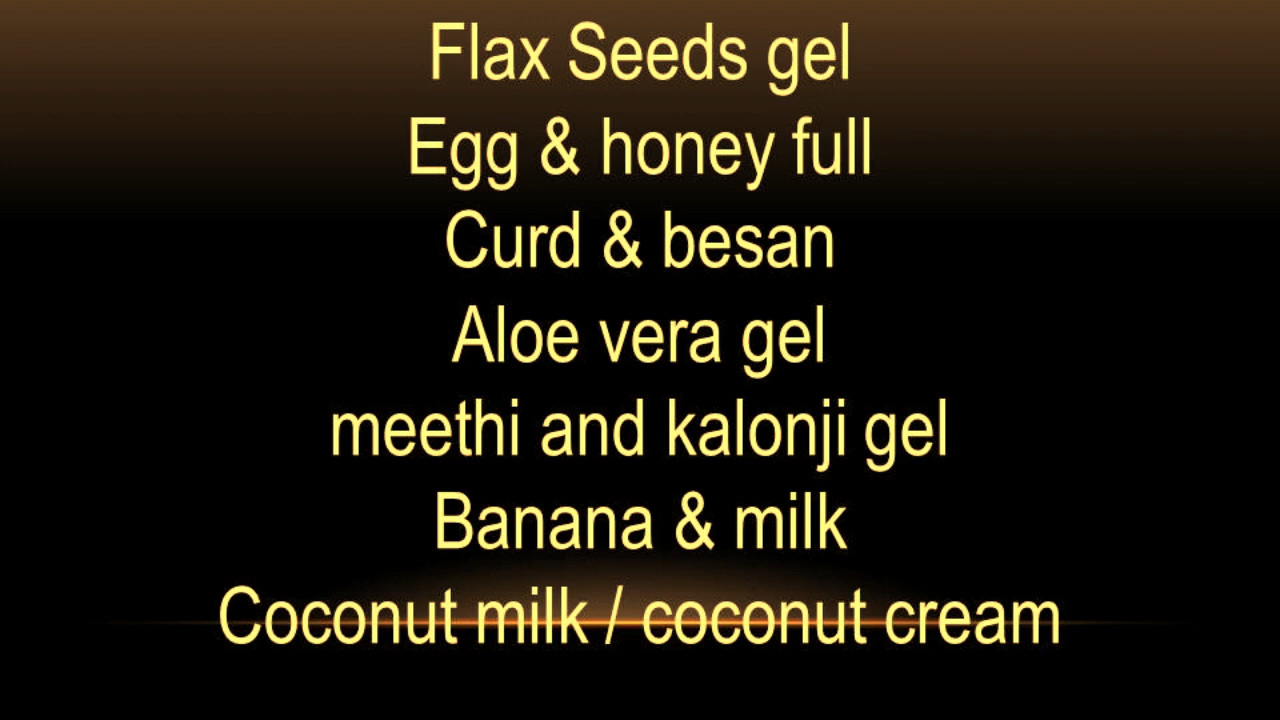 Flax Seeds gel
Egg & honey full
Curd & besan
Aloe vera gel
meethi and kalonji gel
Banana & milk
Coconut milk / coconut cream